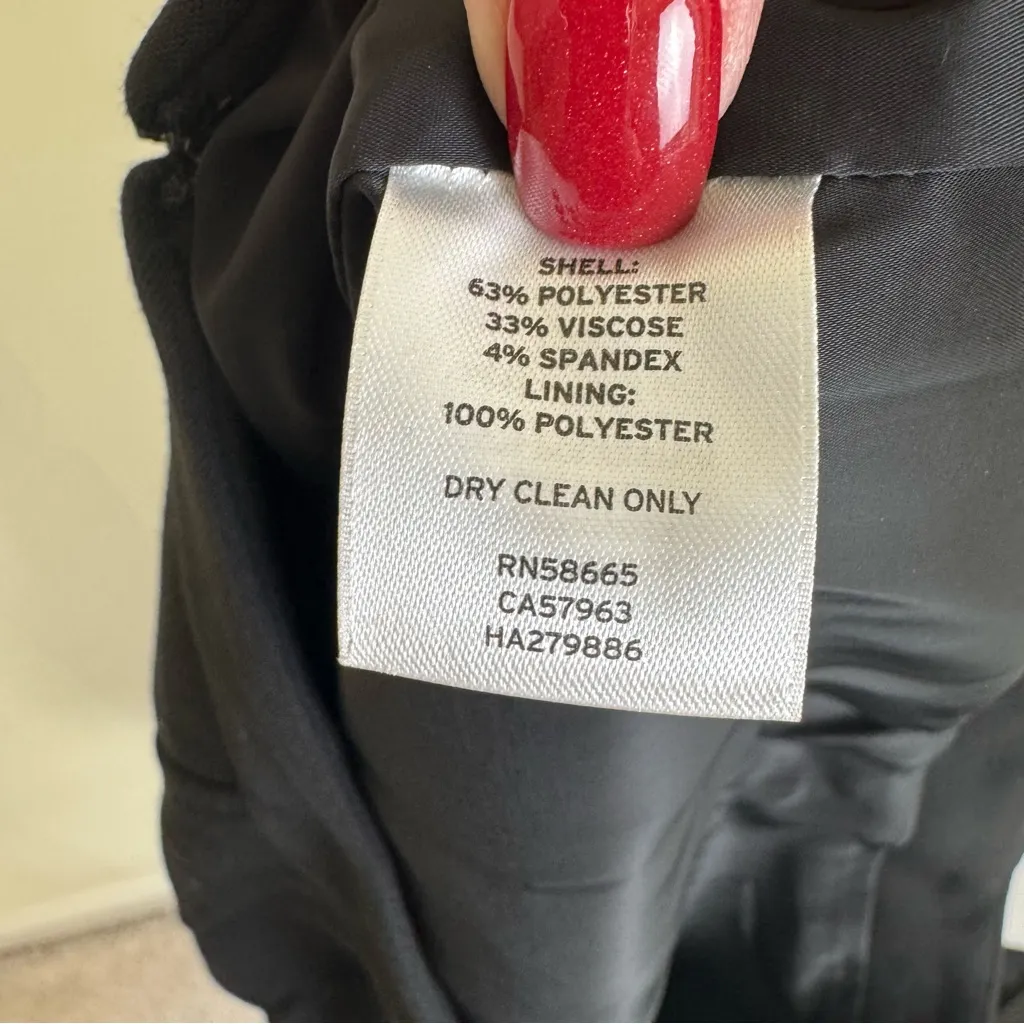 SHELL:
63% POLYESTER
33% VISCOSE
4% SPANDEX
LINING:
100% POLYESTER
DRY CLEAN ONLY
RN58665
CA57963
HA279886